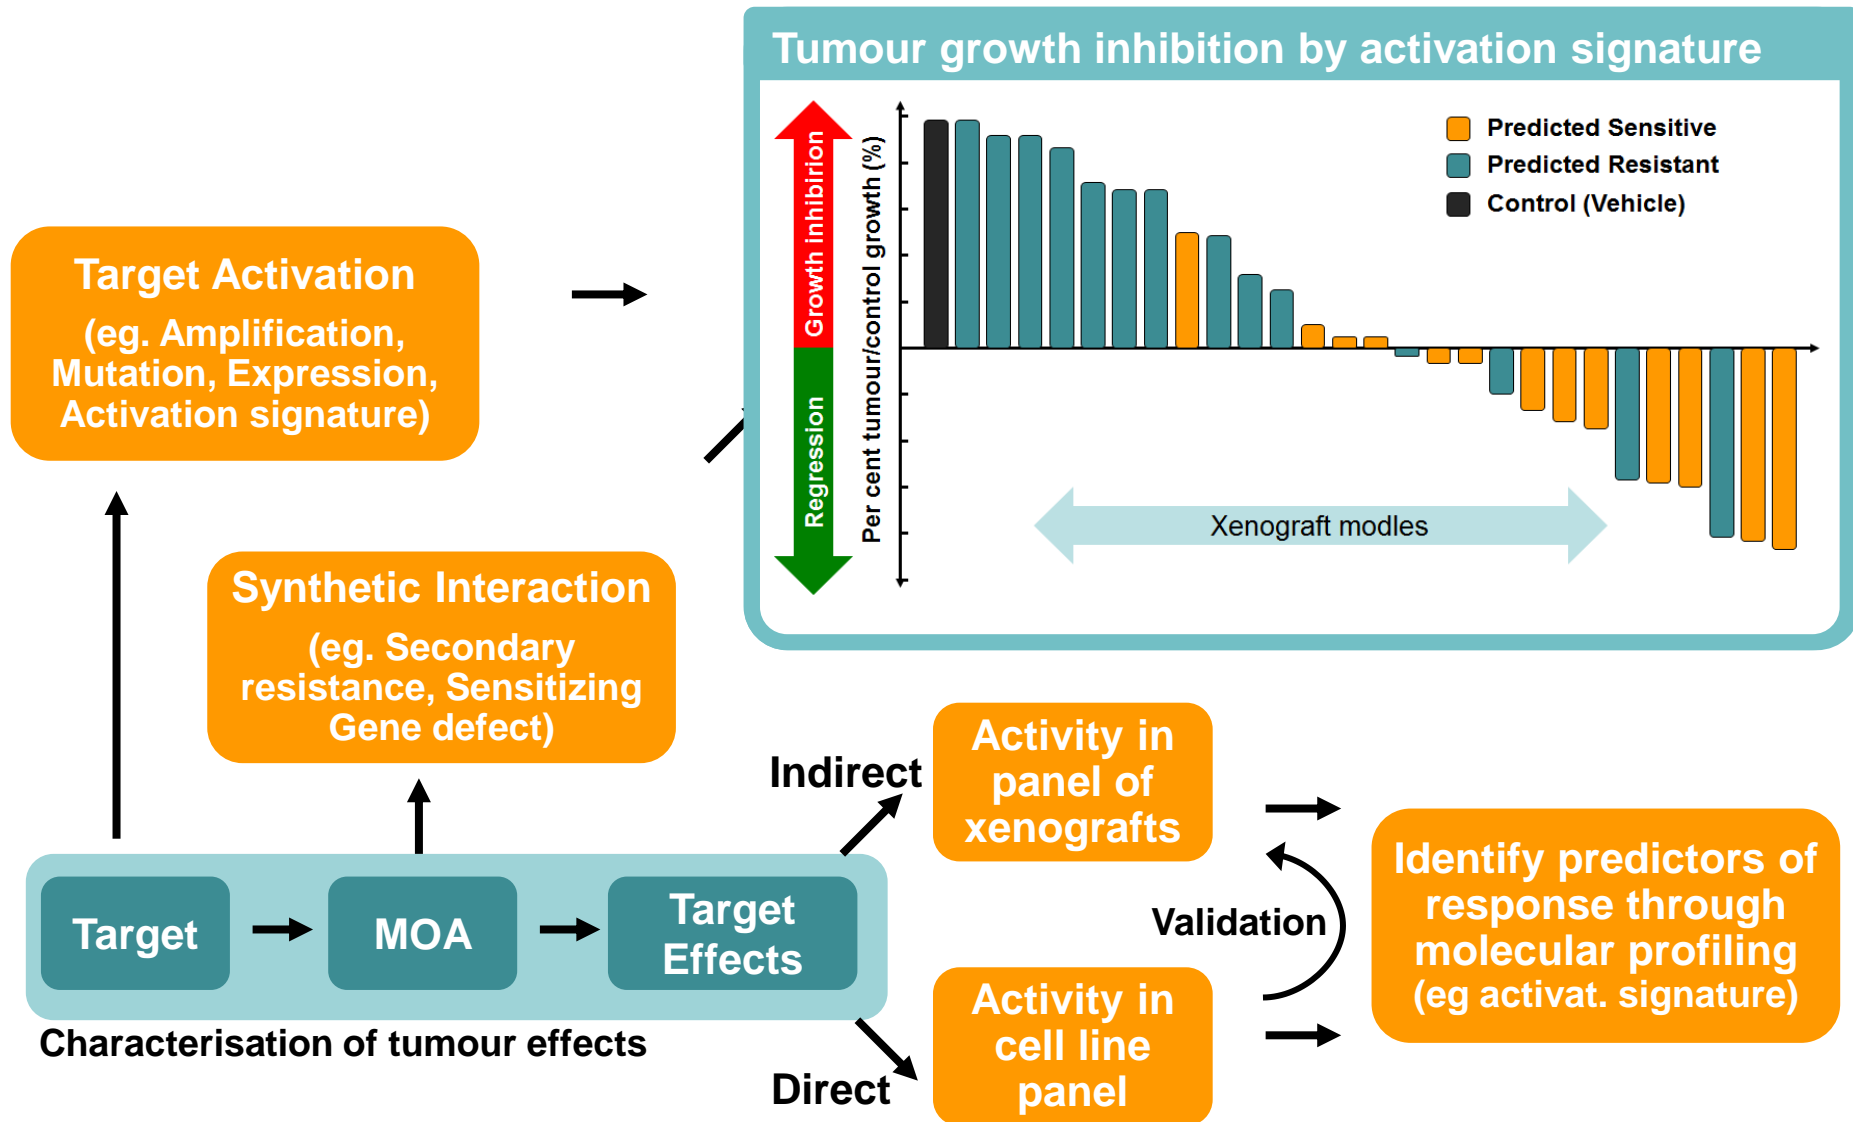 Tumour growth inhibition by activation signature
Growth inhibirion
Regression
Per cent tumour/control growth (%)
Predicted Sensitive
Predicted Resistant
Control (Vehicle)
Xenograft modles
Target Activation
(eg. Amplification,
Mutation, Expression,
Activation signature)
Synthetic Interaction
(eg. Secondary
resistance, Sensitizing
Gene defect)
Target
MOA
Target
Effects
Characterisation of tumour effects
Indirect
Direct
Activity in
panel of
xenografts
Validation
Activity in
cell line
panel
Identify predictors of
response through
molecular profiling
(eg activat. signature)